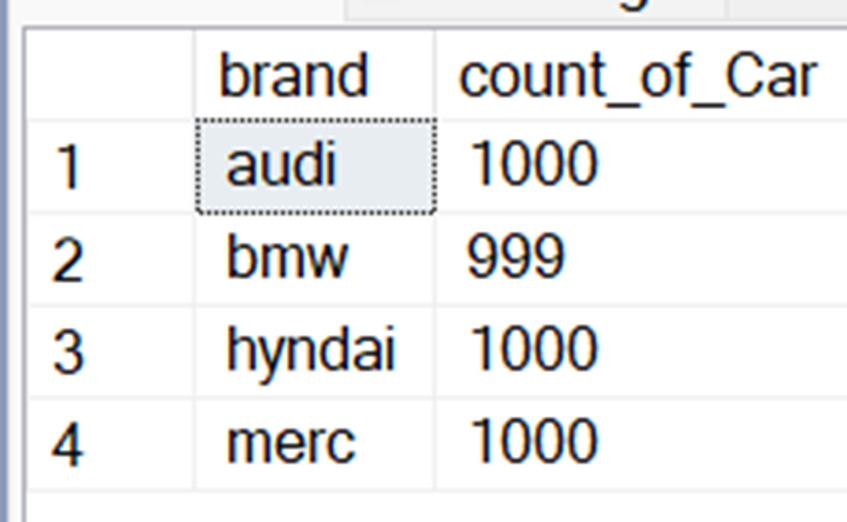 brand count_of_Car
1 audi 1000
2 bmw 999
3 hyndai 1000
4 merc 1000